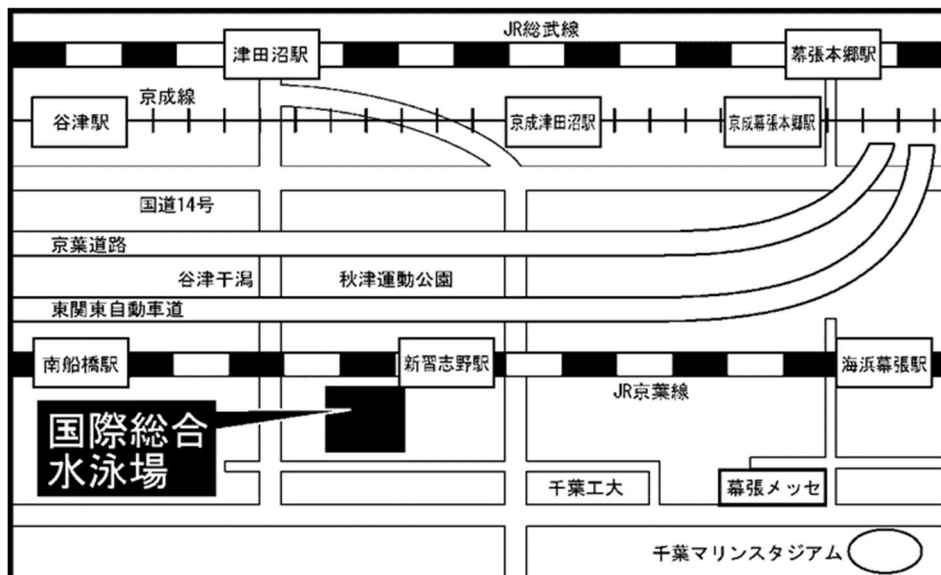 JR総武線
津田沼駅
幕張本郷駅
京成線
谷津駅
京成津田沼駅
京成幕張本郷駅
国道14号
京葉道路
谷津干潟
秋津運動公園
東関東自動車道
南船橋駅
新習志野駅
海浜幕張駅
JR京葉線
国際総合
水泳場
千葉工大
幕張メッセ
千葉マリンスタジアム